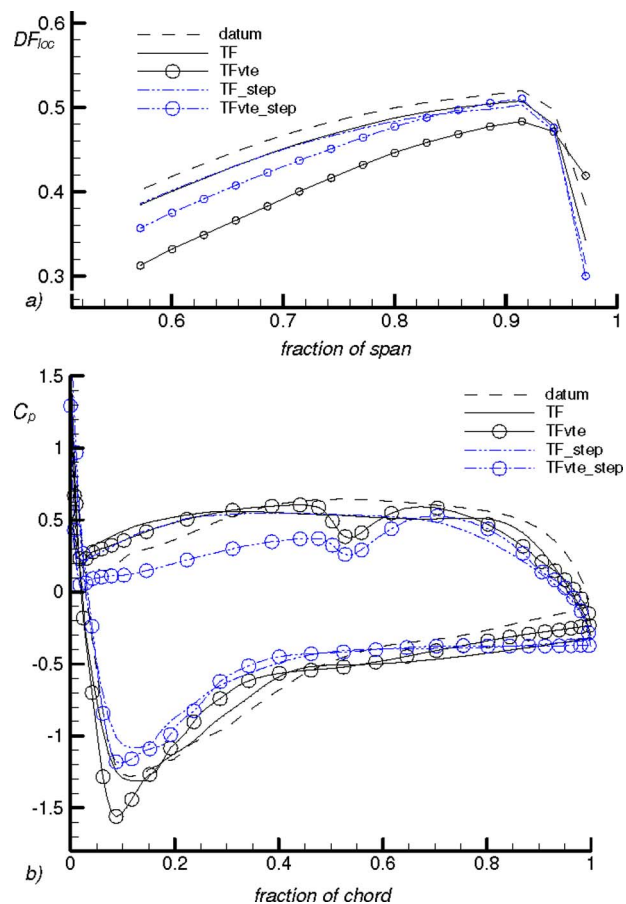 0.6
DF_loc
0.5
0.4
0.3
datum
TF
TFvte
TF_step
TFvte_step
a)
0.6 0.7 0.8 0.9 1
fraction of span
1.5
C_p
1
0.5
0
-0.5
-1
-1.5
datum
TF
TFvte
TF_step
TFvte_step
0 0.2 0.4 0.6 0.8 1
b)
fraction of chord